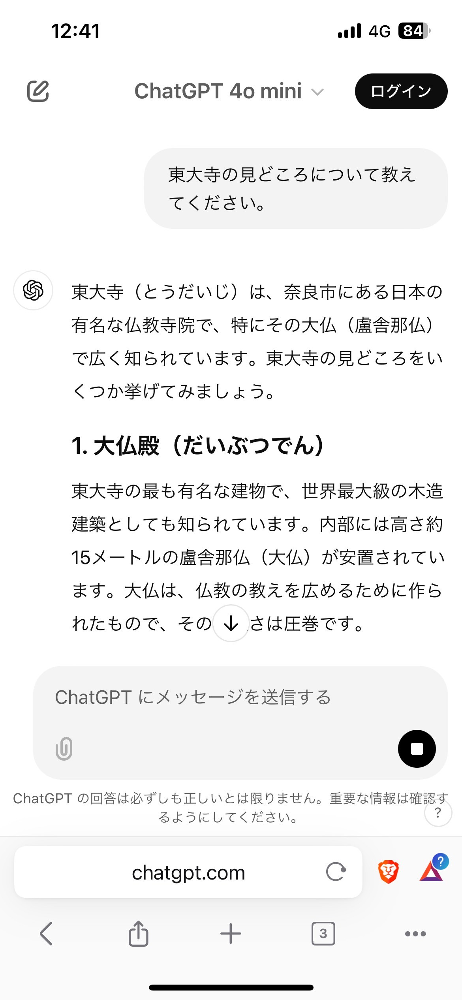 12:41
4G 84
ChatGPT 4o mini
ログイン
東大寺の見どころについて教え
てください。
東大寺（とうだいじ）は、奈良市にある日本の
有名な仏教寺院で、特にその大仏（盧舎那仏）
で広く知られています。東大寺の見どころをい
くつか挙げてみましょう。
1. 大仏殿（だいぶつでん）
東大寺の最も有名な建物で、世界最大級の木造
建築としても知られています。内部には高さ約
15メートルの盧舎那仏（大仏）が安置されてい
ます。大仏は、仏教の教えを広めるために作ら
れたもので、その さは圧巻です。
ChatGPT にメッセージを送信する
ChatGPT の回答は必ずしも正しいとは限りません。重要な情報は確認す
るようにしてください。
?
chatgpt.com
?
3